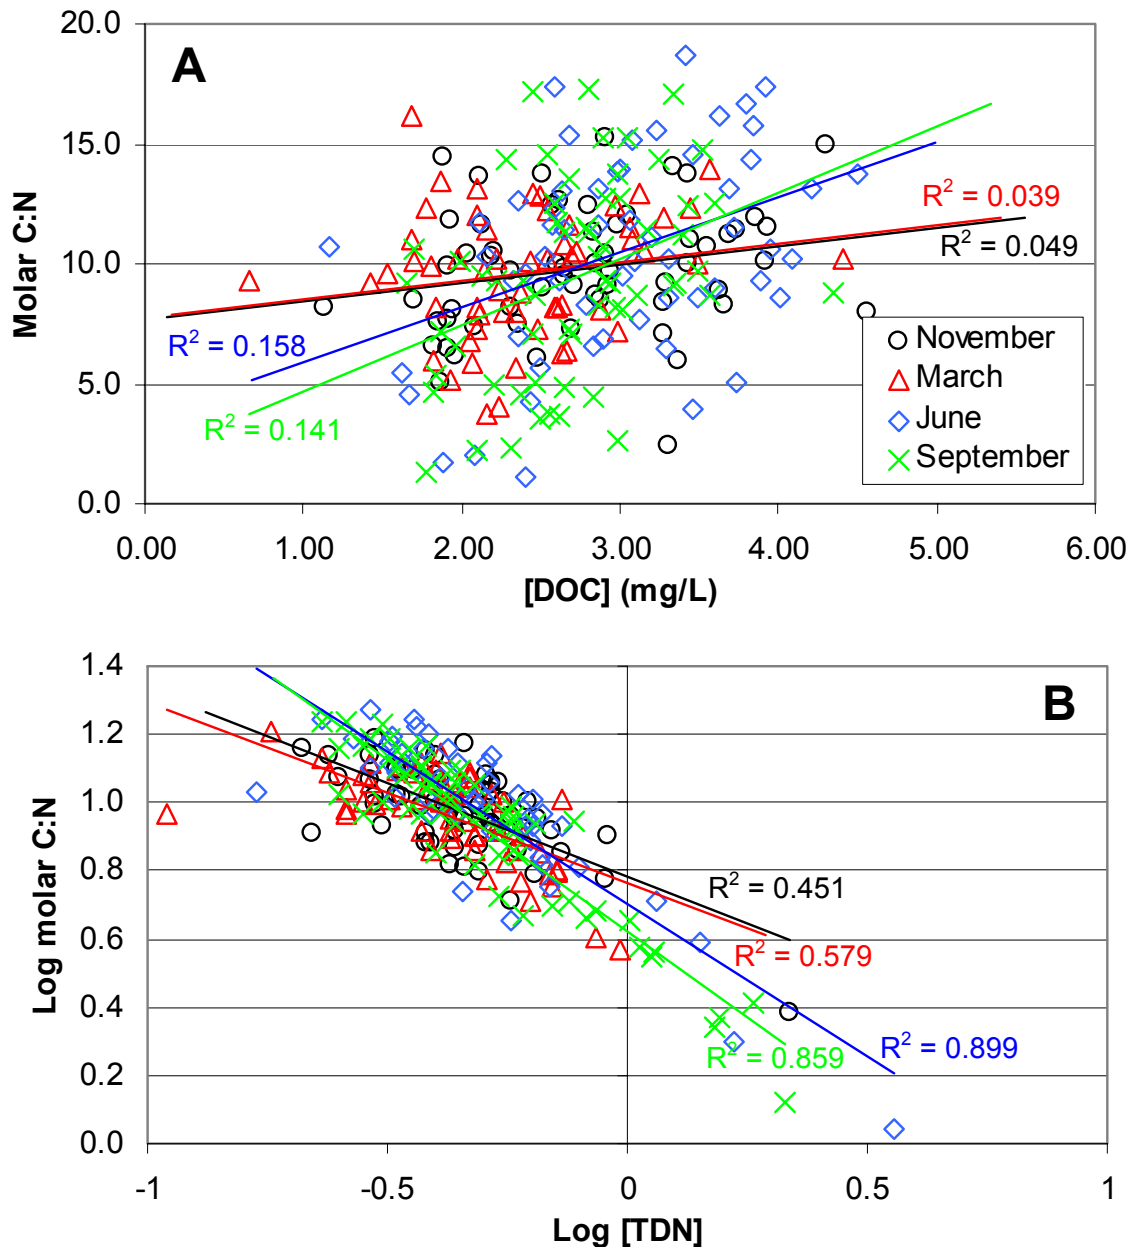 A
20.0
15.0
10.0
5.0
0.0
Molar C:N
R² = 0.039
R² = 0.049
R² = 0.158
R² = 0.141
November
March
June
September
0.00 1.00 2.00 3.00 4.00 5.00 6.00
[DOC] (mg/L)
B
1.4
1.2
1.0
0.8
0.6
0.4
0.2
0.0
Log molar C:N
R² = 0.451
R² = 0.579
R² = 0.899
R² = 0.859
-1 -0.5 0 0.5 1
Log [TDN]